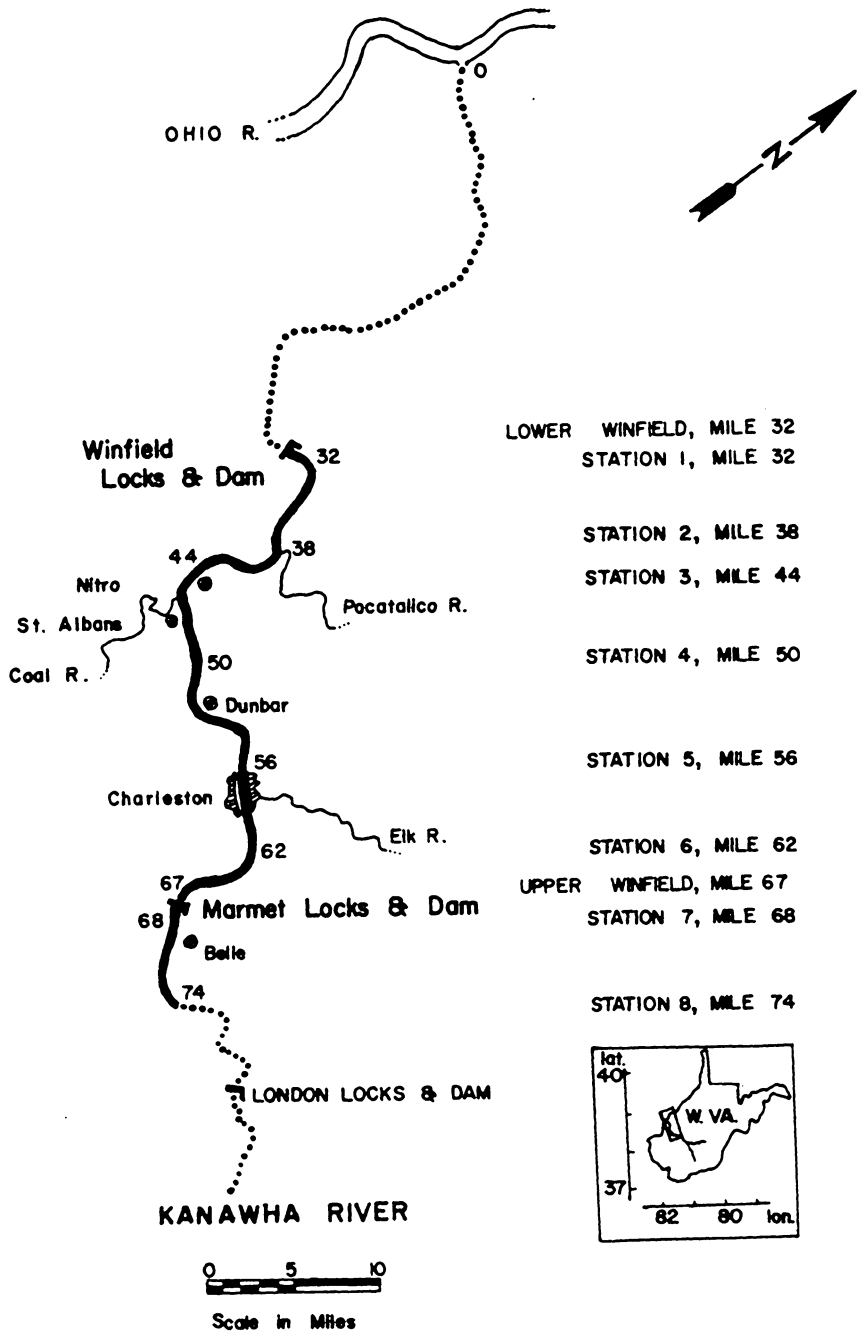 O
OHIO R.
N
Winfield
Locks & Dam
32
LOWER WINFIELD, MILE 32
STATION 1, MILE 32
38
STATION 2, MILE 38
44
STATION 3, MILE 44
Nitro
Pocatalico R.
St. Albans
Coal R.
50
STATION 4, MILE 50
Dunbar
56
STATION 5, MILE 56
Charleston
Elk R.
62
STATION 6, MILE 62
67
UPPER WINFIELD, MILE 67
68
Marmet Locks & Dam
STATION 7, MILE 68
Belle
74
STATION 8, MILE 74
LONDON LOCKS & DAM
lat.
40
W. VA.
37
82 80 lon.
KANAWHA RIVER
0 5 10
Scale in Miles